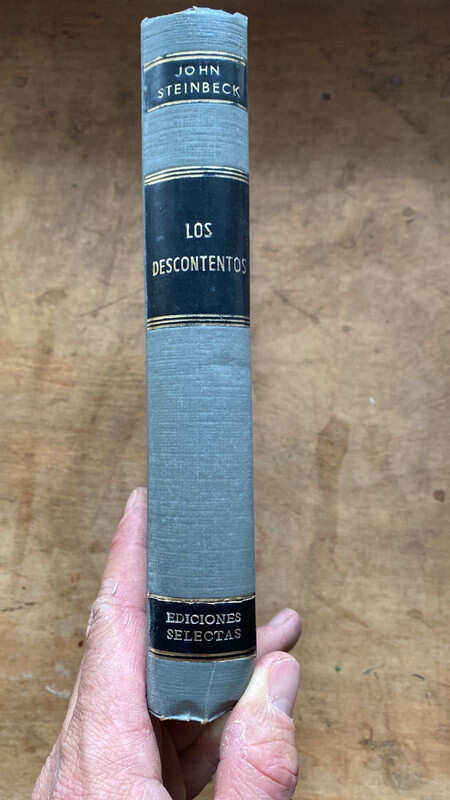 JOHN
STEINBECK
LOS
DESCONTENTOS
EDICIONES
SELECTAS